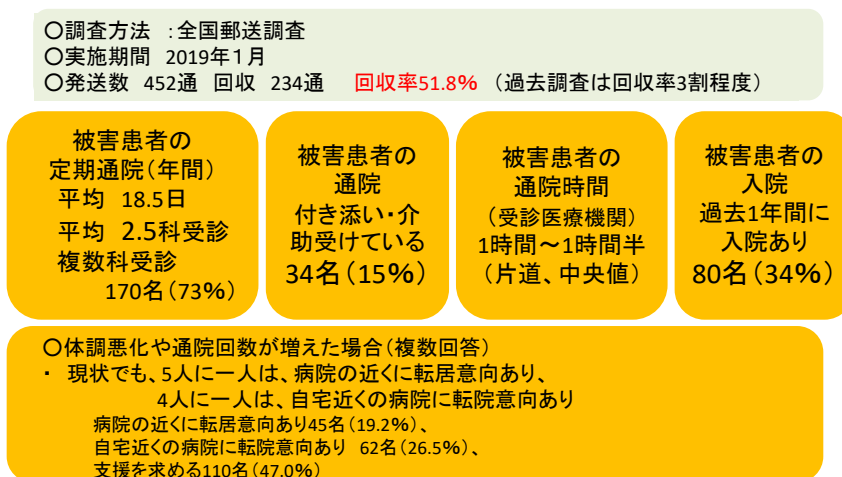 〇調査方法 ：全国郵送調査
〇実施期間 2019年１月
〇発送数 452通 回収 234通 回収率51.8% （過去調査は回収率3割程度）
被害患者の
定期通院（年間）
平均 18.5日
平均 2.5科受診
複数科受診
170名（73%）
被害患者の
通院
付き添い・介
助受けている
34名（15%）
被害患者の
通院時間
（受診医療機関）
1時間～1時間半
（片道、中央値）
被害患者の
入院
過去1年間に
入院あり
80名（34%）
〇体調悪化や通院回数が増えた場合（複数回答）
・ 現状でも、5人に一人は、病院の近くに転居意向あり、
4人に一人は、自宅近くの病院に転院意向あり
病院の近くに転居意向あり45名（19.2%）、
自宅近くの病院に転院意向あり 62名（26.5%）、
支援を求める110名（47.0%）